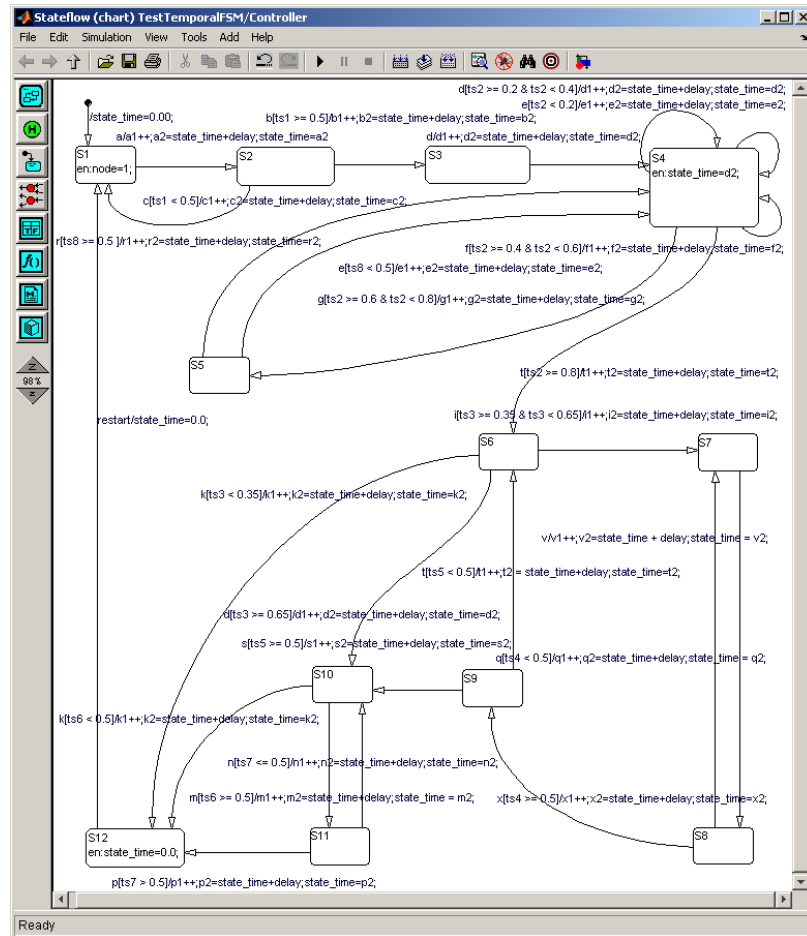 Stateflow (chart) TestTemporalFSM/Controller
File Edit Simulation View Tools Add Help
d[ts2 >= 0.2 & ts2 < 0.4]/d1++;d2=state_time+delay;state_time=d2;
e[ts2 < 0.2]/e1++;e2=state_time+delay;state_time=e2;
/state_time=0.00;
b[ts1 >= 0.5]/b1++;b2=state_time+delay;state_time=b2;
a/a1++;a2=state_time+delay;state_time=a2
d/d1++;d2=state_time+delay;state_time=d2;
S1
en:node=1;
S2
S3
S4
en:state_time=d2;
c[ts1 < 0.5]/c1++;c2=state_time+delay;state_time=c2;
r[ts8 >= 0.5 ]/r1++;r2=state_time+delay;state_time=r2;
f[ts2 >= 0.4 & ts2 < 0.6]/f1++;f2=state_time+delay;state_time=f2;
e[ts8 < 0.5]/e1++;e2=state_time+delay;state_time=e2;
g[ts2 >= 0.6 & ts2 < 0.8]/g1++;g2=state_time+delay;state_time=g2;
S5
98%
t[ts2 >= 0.8]/t1++;t2=state_time+delay;state_time=t2;
restart/state_time=0.0;
i[ts3 >= 0.35 & ts3 < 0.65]/i1++;i2=state_time+delay;state_time=i2;
S6
S7
k[ts3 < 0.35]/k1++;k2=state_time+delay;state_time=k2;
v/v1++;v2=state_time + delay;state_time = v2;
t[ts5 < 0.5]/t1++;t2 = state_time+delay;state_time=t2;
d[ts3 >= 0.65]/d1++;d2=state_time+delay;state_time=d2;
s[ts5 >= 0.5]/s1++;s2=state_time+delay;state_time=s2;
q[ts4 < 0.5]/q1++;q2=state_time+delay;state_time = q2;
S10
S9
k[ts6 < 0.5]/k1++;k2=state_time+delay;state_time=k2;
n[ts7 <= 0.5]/n1++;n2=state_time+delay;state_time=n2;
m[ts6 >= 0.5]/m1++;m2=state_time+delay;state_time = m2;
x[ts4 >= 0.5]/x1++;x2=state_time+delay;state_time=x2;
S12
en:state_time=0.0;
S11
S8
p[ts7 > 0.5]/p1++;p2=state_time+delay;state_time=p2;
Ready